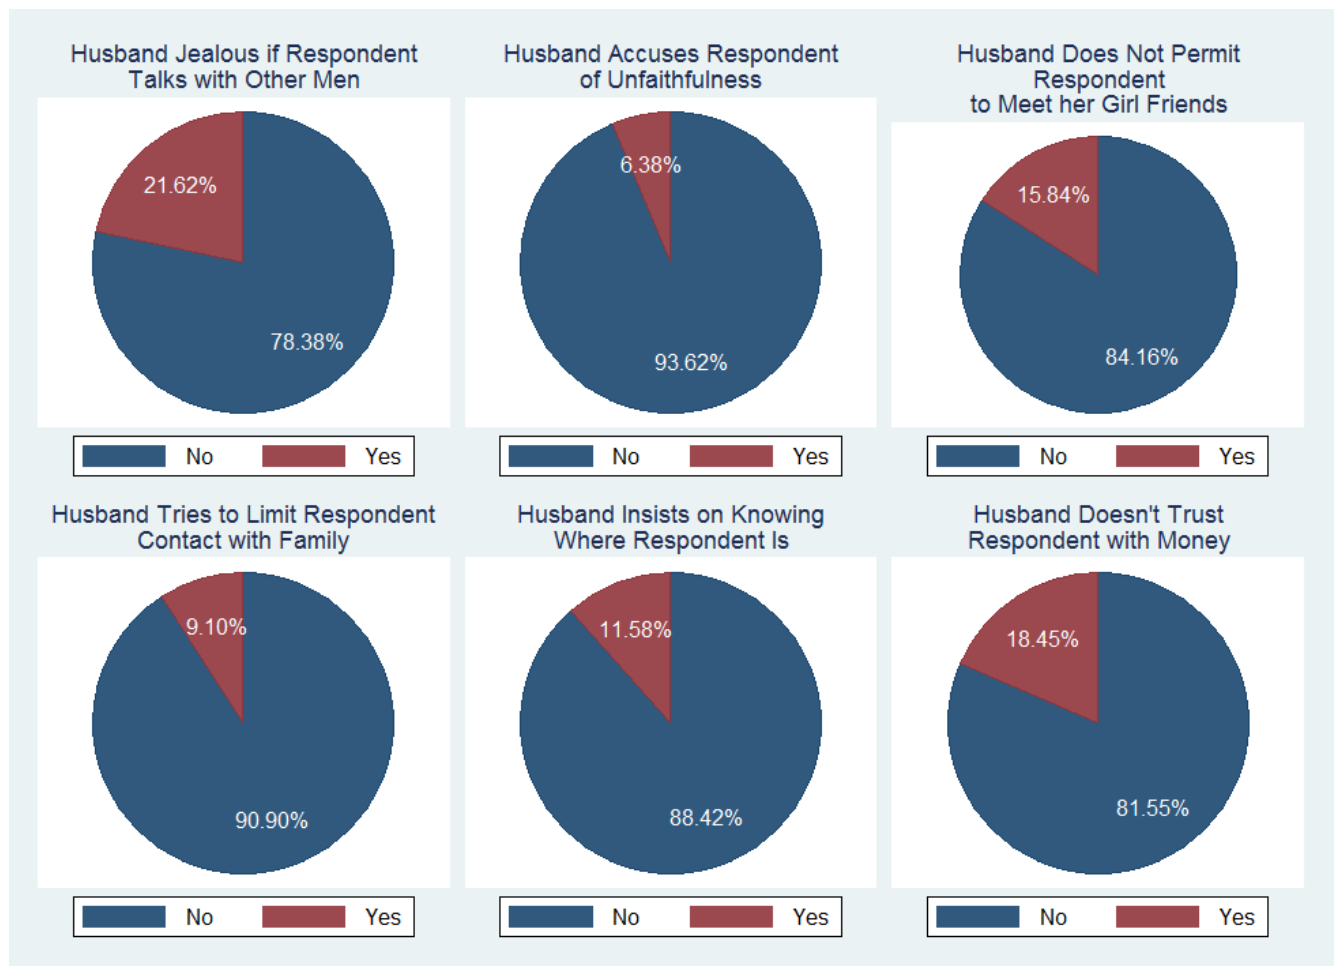 Husband Jealous if Respondent
Talks with Other Men
21.62%
78.38%
No Yes
Husband Accuses Respondent
of Unfaithfulness
6.38%
93.62%
No Yes
Husband Does Not Permit
Respondent
to Meet her Girl Friends
15.84%
84.16%
No Yes
Husband Tries to Limit Respondent
Contact with Family
9.10%
90.90%
No Yes
Husband Insists on Knowing
Where Respondent Is
11.58%
88.42%
No Yes
Husband Doesn't Trust
Respondent with Money
18.45%
81.55%
No Yes